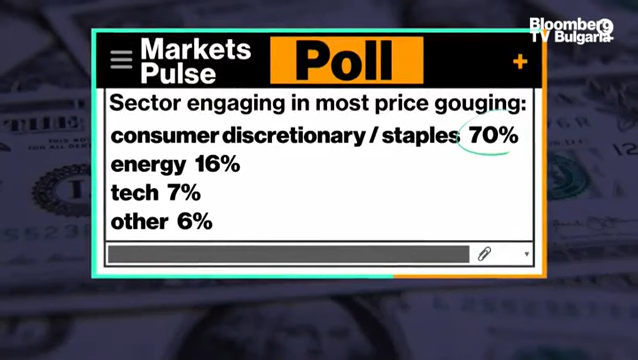 Bloomberg
TV Bulgaria
Markets
Pulse
Poll
+
Sector engaging in most price gouging:
consumer discretionary / staples 70%
energy 16%
tech 7%
other 6%